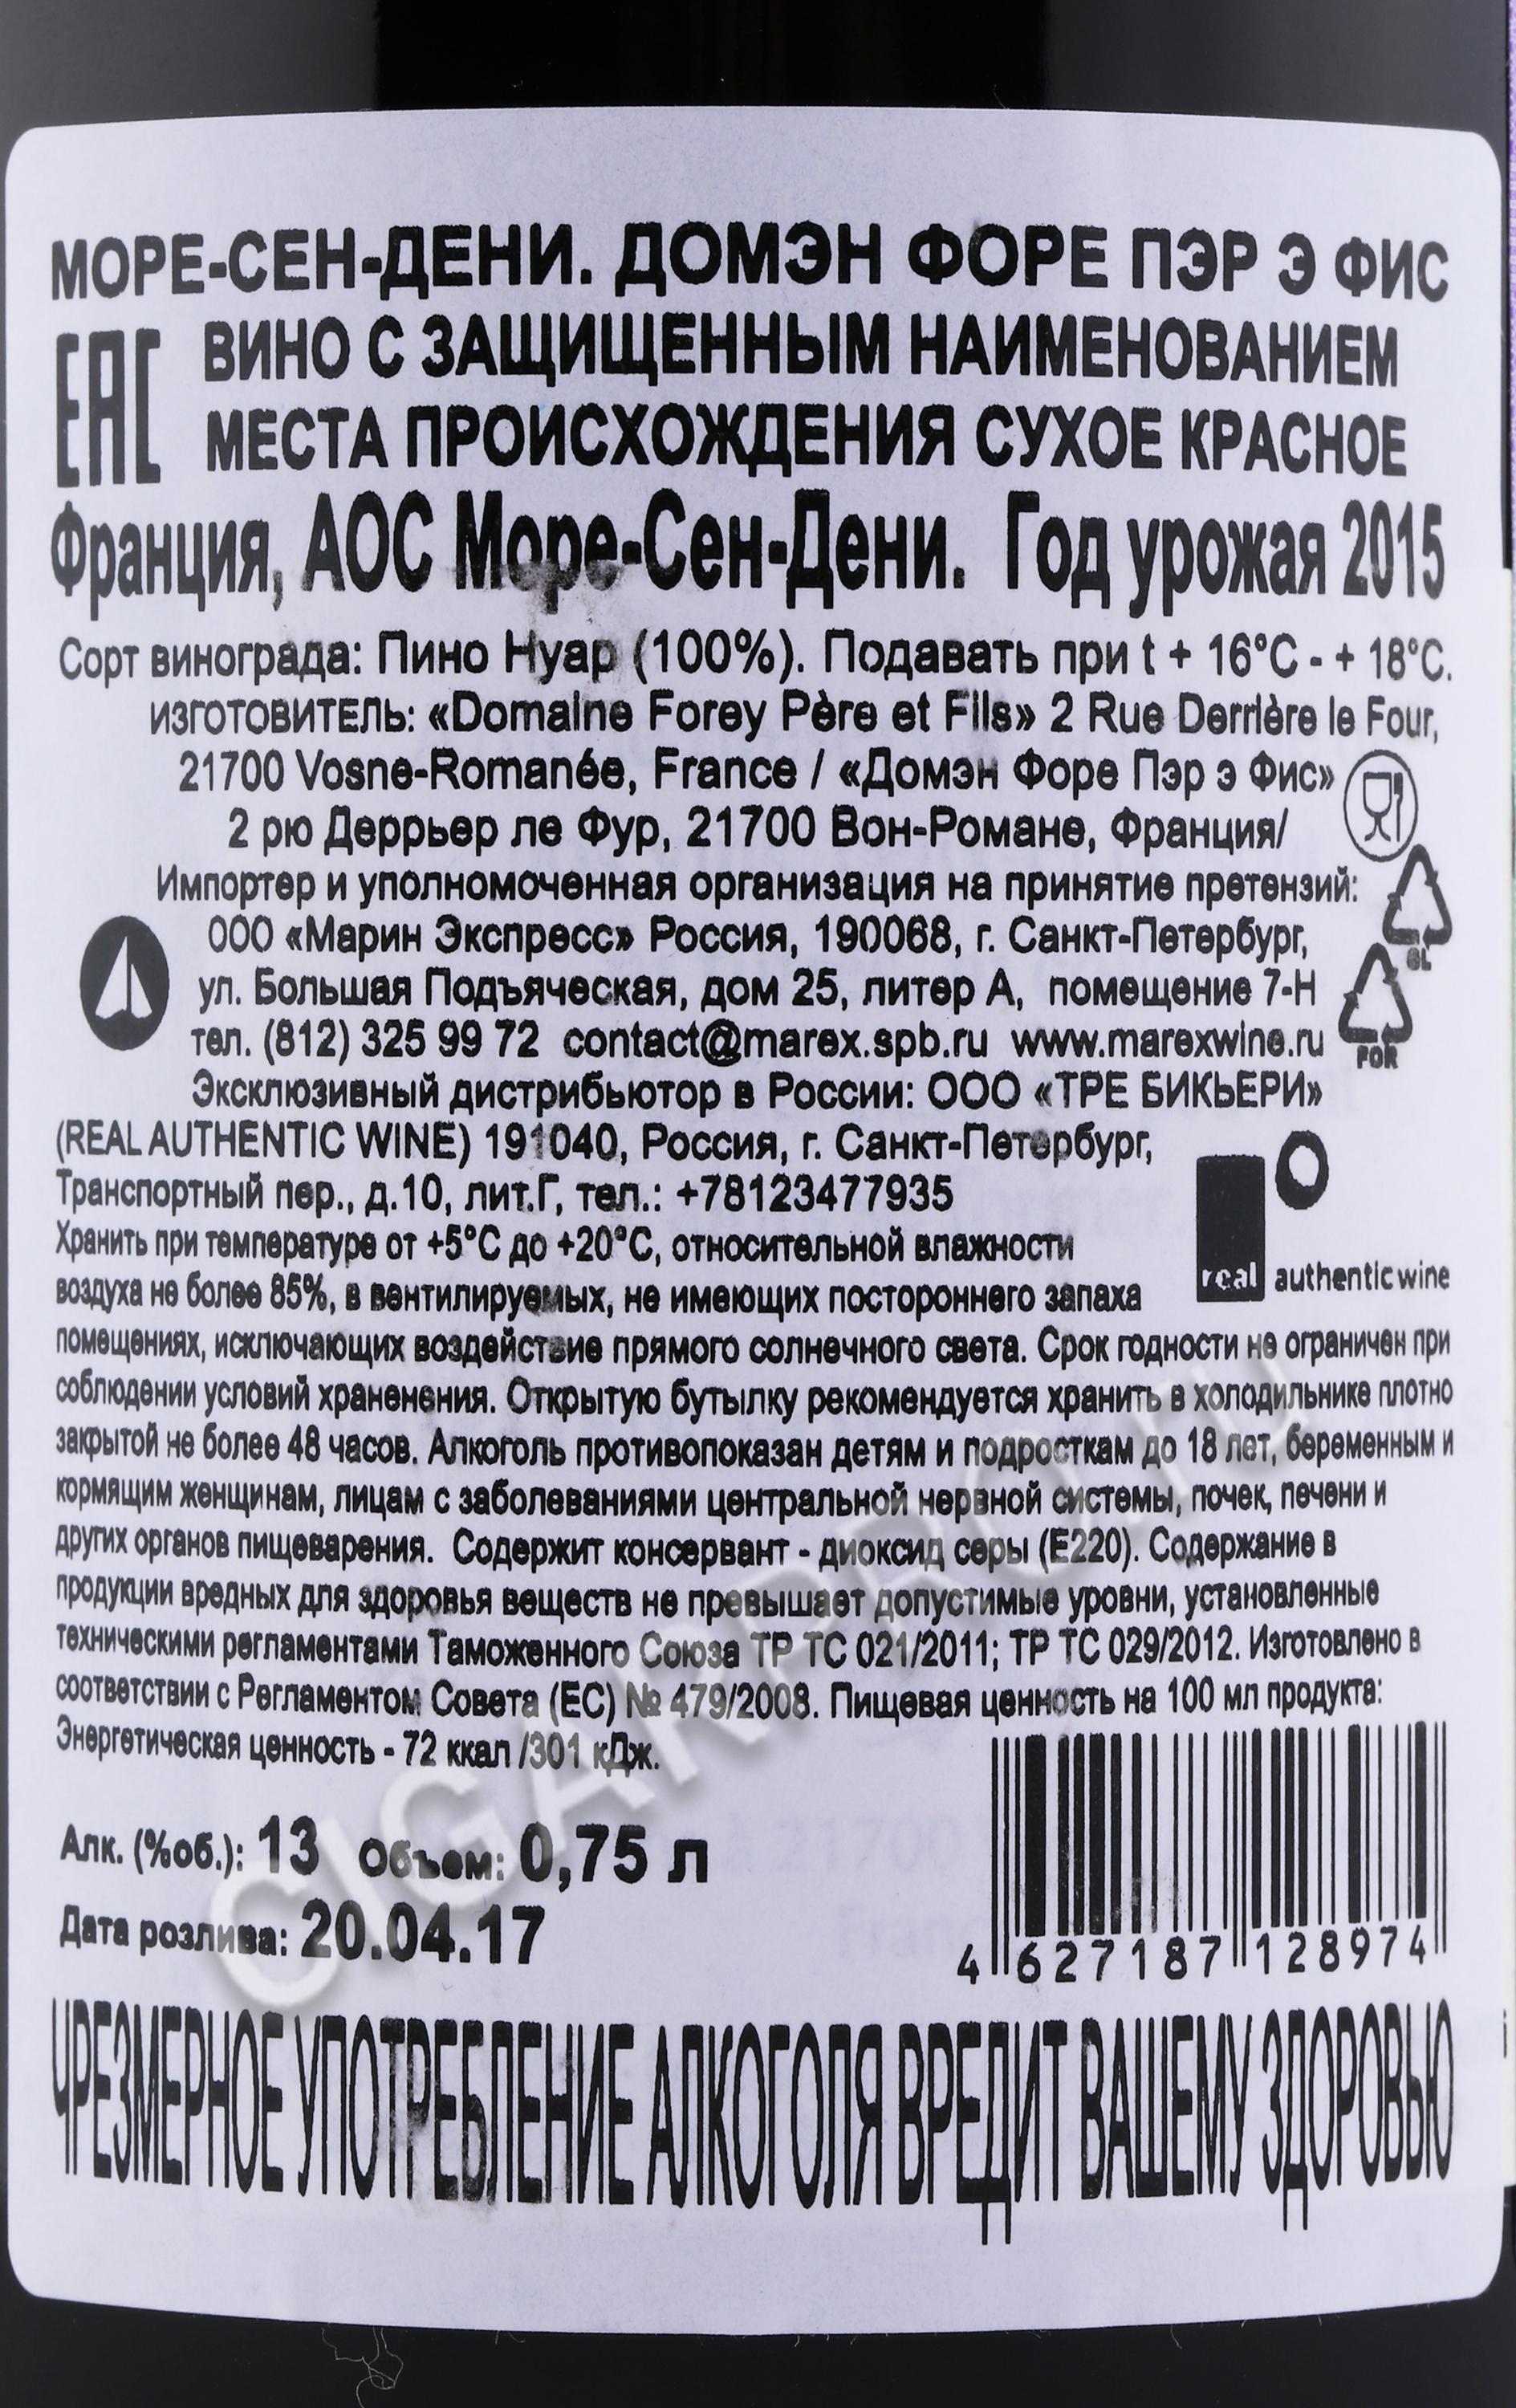 МОРЕ-СЕН-ДЕНИ. ДОМЭН ФОРЕ ПЭР Э ФИС
EAC ВИНО С ЗАЩИЩЕННЫМ НАИМЕНОВАНИЕМ
МЕСТА ПРОИСХОЖДЕНИЯ СУХОЕ КРАСНОЕ
Франция, АОС Море-Сен-Дени. Год урожая 2015
Сорт винограда: Пино Нуар (100%). Подавать при t + 16°C - + 18°C.
ИЗГОТОВИТЕЛЬ: «Domaine Forey Père et Fils» 2 Rue Derrière le Four,
21700 Vosne-Romanée, France / «Домэн Форе Пэр э Фис»
2 рю Деррьер ле Фур, 21700 Вон-Романе, Франция/
Импортер и уполномоченная организация на принятие претензий:
ООО «Марин Экспресс» Россия, 190068, г. Санкт-Петербург,
ул. Большая Подъяческая, дом 25, литер А, помещение 7-Н
тел. (812) 325 99 72 contact@marex.spb.ru www.marexwine.ru
GL
FOR
Эксклюзивный дистрибьютор в России: ООО «ТРЕ БИКЬЕРИ»
(REAL AUTHENTIC WINE) 191040, Россия, г. Санкт-Петербург,
Транспортный пер., д.10, лит.Г, тел.: +78123477935
real authentic wine
Хранить при температуре от +5°C до +20°C, относительной влажности
воздуха не более 85%, в вентилируемых, не имеющих постороннего запаха
помещениях, исключающих воздействие прямого солнечного света. Срок годности не ограничен при
соблюдении условий храненения. Открытую бутылку рекомендуется хранить в холодильнике плотно
закрытой не более 48 часов. Алкоголь противопоказан детям и подросткам до 18 лет, беременным и
кормящим женщинам, лицам с заболеваниями центральной нервной системы, почек, печени и
других органов пищеварения. Содержит консервант - диоксид серы (E220). Содержание в
продукции вредных для здоровья веществ не превышает допустимые уровни, установленные
техническими регламентами Таможенного Союза ТР ТС 021/2011; ТР ТС 029/2012. Изготовлено в
соответствии с Регламентом Совета (ЕС) № 479/2008. Пищевая ценность на 100 мл продукта:
Энергетическая ценность - 72 ккал /301 кДж.
Алк. (%об.): 13 Объем: 0,75 л
Дата розлива: 20.04.17
4 627187 128974
ЧРЕЗМЕРНОЕ УПОТРЕБЛЕНИЕ АЛКОГОЛЯ ВРЕДИТ ВАШЕМУ ЗДОРОВЬЮ
CIGARPRO.ru